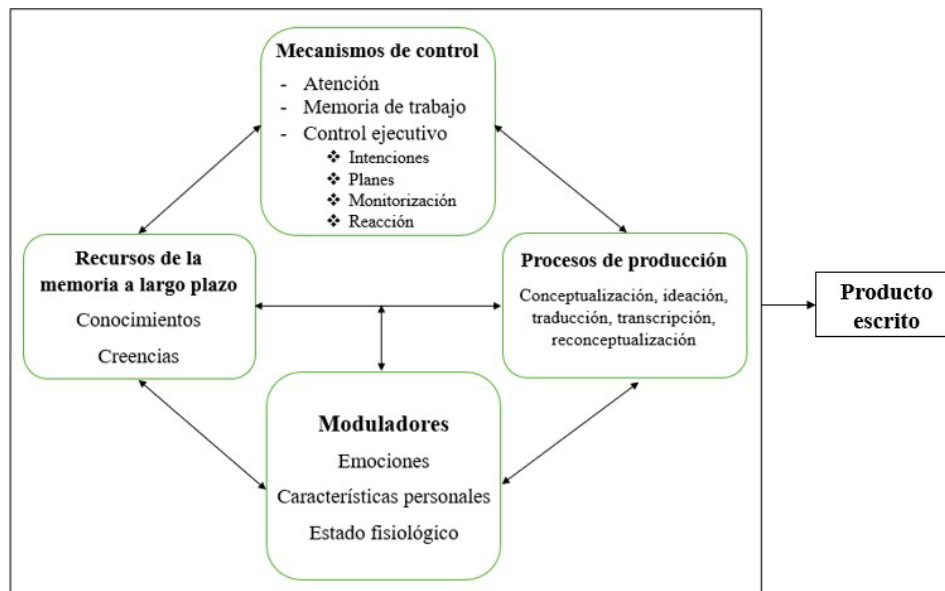 Mecanismos de control
- Atención
- Memoria de trabajo
- Control ejecutivo
❖ Intenciones
❖ Planes
❖ Monitorización
❖ Reacción
Recursos de la
memoria a largo plazo
Conocimientos
Creencias
Procesos de producción
Conceptualización, ideación,
traducción, transcripción,
reconceptualización
Moduladores
Emociones
Características personales
Estado fisiológico
Producto
escrito